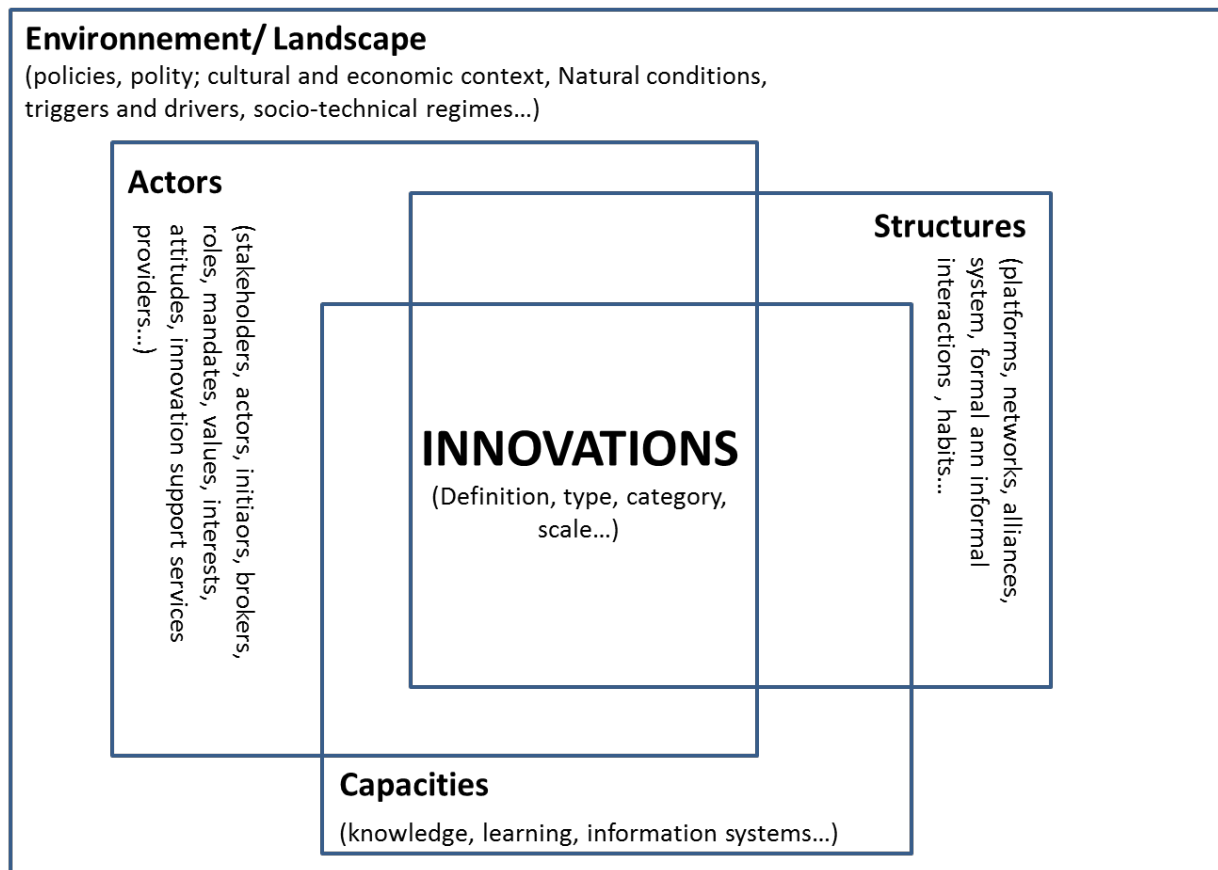 Environnement/ Landscape
(policies, polity; cultural and economic context, Natural conditions,
triggers and drivers, socio-technical regimes...)
Actors
(stakeholders, actors, initiaors, brokers,
roles, mandates, values, interests,
attitudes, innovation support services
providers...)
Structures
(platforms, networks, alliances,
system, formal ann informal
interactions , habits...
INNOVATIONS
(Definition, type, category,
scale...)
Capacities
(knowledge, learning, information systems...)